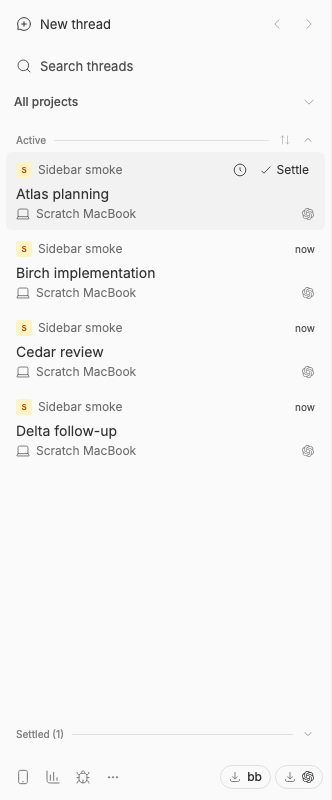 New thread
Search threads
All projects
Active
S Sidebar smoke Settle
Atlas planning
Scratch MacBook
S Sidebar smoke now
Birch implementation
Scratch MacBook
S Sidebar smoke now
Cedar review
Scratch MacBook
S Sidebar smoke now
Delta follow-up
Scratch MacBook
Settled (1)
bb